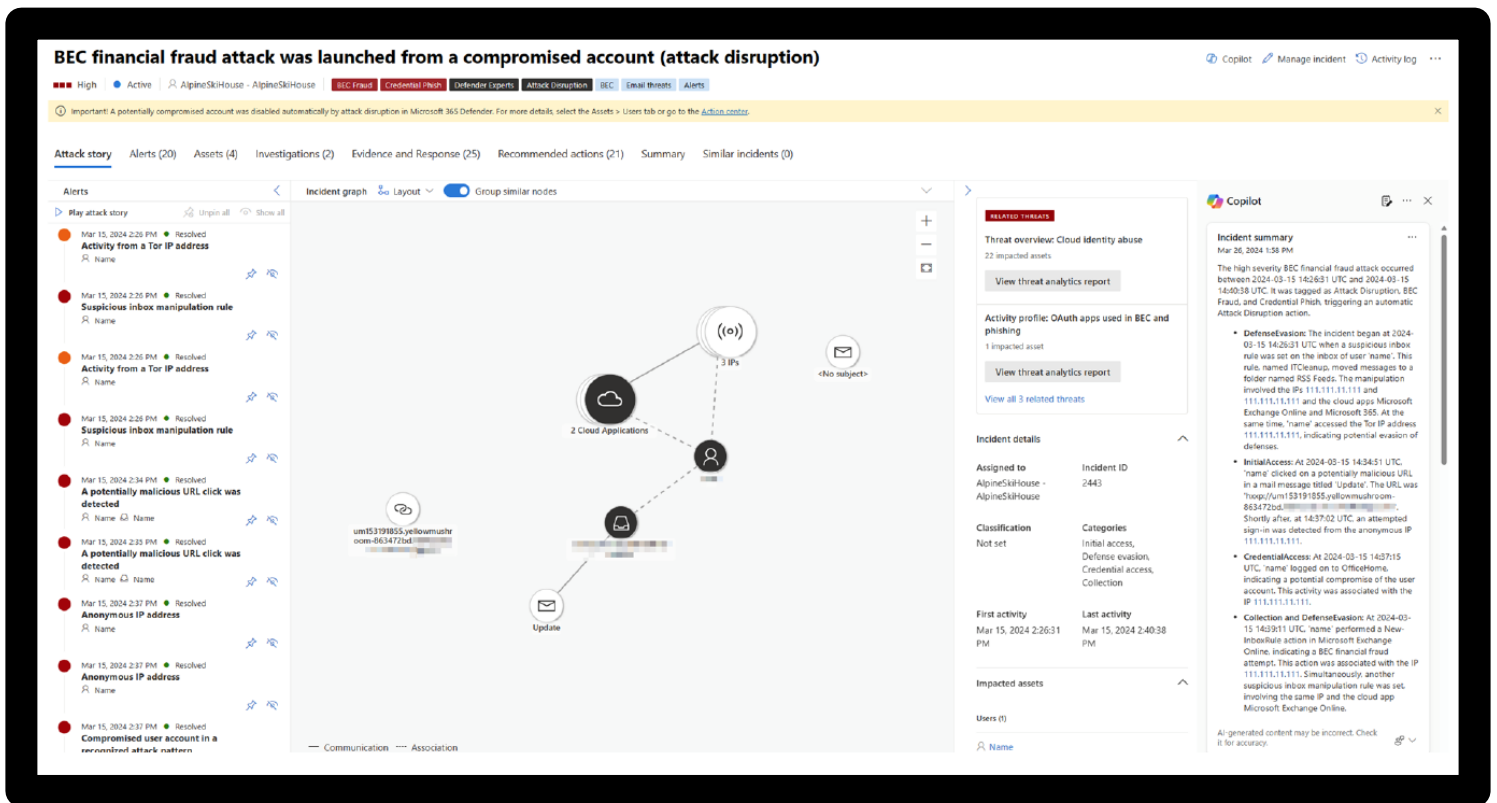 BEC financial fraud attack was launched from a compromised account (attack disruption)
Copilot Manage incident Activity log ...
High Active AlpineSkiHouse - AlpineSkiHouse BEC Fraud Credential Phish Defender Experts Attack Disruption BEC Email threats Alerts
Important! A potentially compromised account was disabled automatically by attack disruption in Microsoft 365 Defender. For more details, select the Assets > Users tab or go to the Action center.
Attack story Alerts (20) Assets (4) Investigations (2) Evidence and Response (25) Recommended actions (21) Summary Similar incidents (0)
Alerts
Play attack story Unpin all Show all
Mar 15, 2024 2:26 PM Resolved
Activity from a Tor IP address
Name
Mar 15, 2024 2:26 PM Resolved
Suspicious inbox manipulation rule
Name
Mar 15, 2024 2:26 PM Resolved
Activity from a Tor IP address
Name
Mar 15, 2024 2:26 PM Resolved
Suspicious inbox manipulation rule
Name
Mar 15, 2024 2:34 PM Resolved
A potentially malicious URL click was
detected
Name Name
Mar 15, 2024 2:35 PM Resolved
A potentially malicious URL click was
detected
Name Name
Mar 15, 2024 2:37 PM Resolved
Anonymous IP address
Name
Mar 15, 2024 2:37 PM Resolved
Anonymous IP address
Name
Mar 15, 2024 2:37 PM Resolved
Compromised user account in a
recognized attack pattern
Incident graph Layout Group similar nodes
3 IPs
<No subject>
2 Cloud Applications
um153191855.yellowmushr
oom-863472bd.
Update
Communication Association
RELATED THREATS
Threat overview: Cloud identity abuse
22 impacted assets
View threat analytics report
Activity profile: OAuth apps used in BEC and
phishing
1 impacted asset
View threat analytics report
View all 3 related threats
Incident details
Assigned to Incident ID
AlpineSkiHouse - 2443
AlpineSkiHouse
Classification Categories
Not set Initial access,
Defense evasion,
Credential access,
Collection
First activity Last activity
Mar 15, 2024 2:26:31 Mar 15, 2024 2:40:38
PM PM
Impacted assets
Users (1)
Name
Copilot
Incident summary
Mar 26, 2024 1:58 PM
The high severity BEC financial fraud attack occurred
between 2024-03-15 14:26:31 UTC and 2024-03-15
14:40:38 UTC. It was tagged as Attack Disruption, BEC
Fraud, and Credential Phish, triggering an automatic
Attack Disruption action.
• DefenseEvasion: The incident began at 2024-
03-15 14:26:31 UTC when a suspicious inbox
rule was set on the inbox of user 'name'. This
rule, named ITCleanup, moved messages to a
folder named RSS Feeds. The manipulation
involved the IPs 111.111.11.111 and
111.111.11.111 and the cloud apps Microsoft
Exchange Online and Microsoft 365. At the
same time, 'name' accessed the Tor IP address
111.111.11.111, indicating potential evasion of
defenses.
• InitialAccess: At 2024-03-15 14:34:51 UTC,
'name' clicked on a potentially malicious URL
in a mail message titled 'Update'. The URL was
'hxxp://um153191855.yellowmushroom-
863472bd.
Shortly after, at 14:37:02 UTC, an attempted
sign-in was detected from the anonymous IP
111.111.11.111.
• CredentialAccess: At 2024-03-15 14:37:15
UTC, 'name' logged on to OfficeHome,
indicating a potential compromise of the user
account. This activity was associated with the
IP 111.111.11.111.
• Collection and DefenseEvasion: At 2024-03-
15 14:39:11 UTC, 'name' performed a New-
InboxRule action in Microsoft Exchange
Online, indicating a BEC financial fraud
attempt. This action was associated with the IP
111.111.11.111. Simultaneously, another
suspicious inbox manipulation rule was set,
involving the same IP and the cloud app
Microsoft Exchange Online.
AI-generated content may be incorrect. Check
it for accuracy.